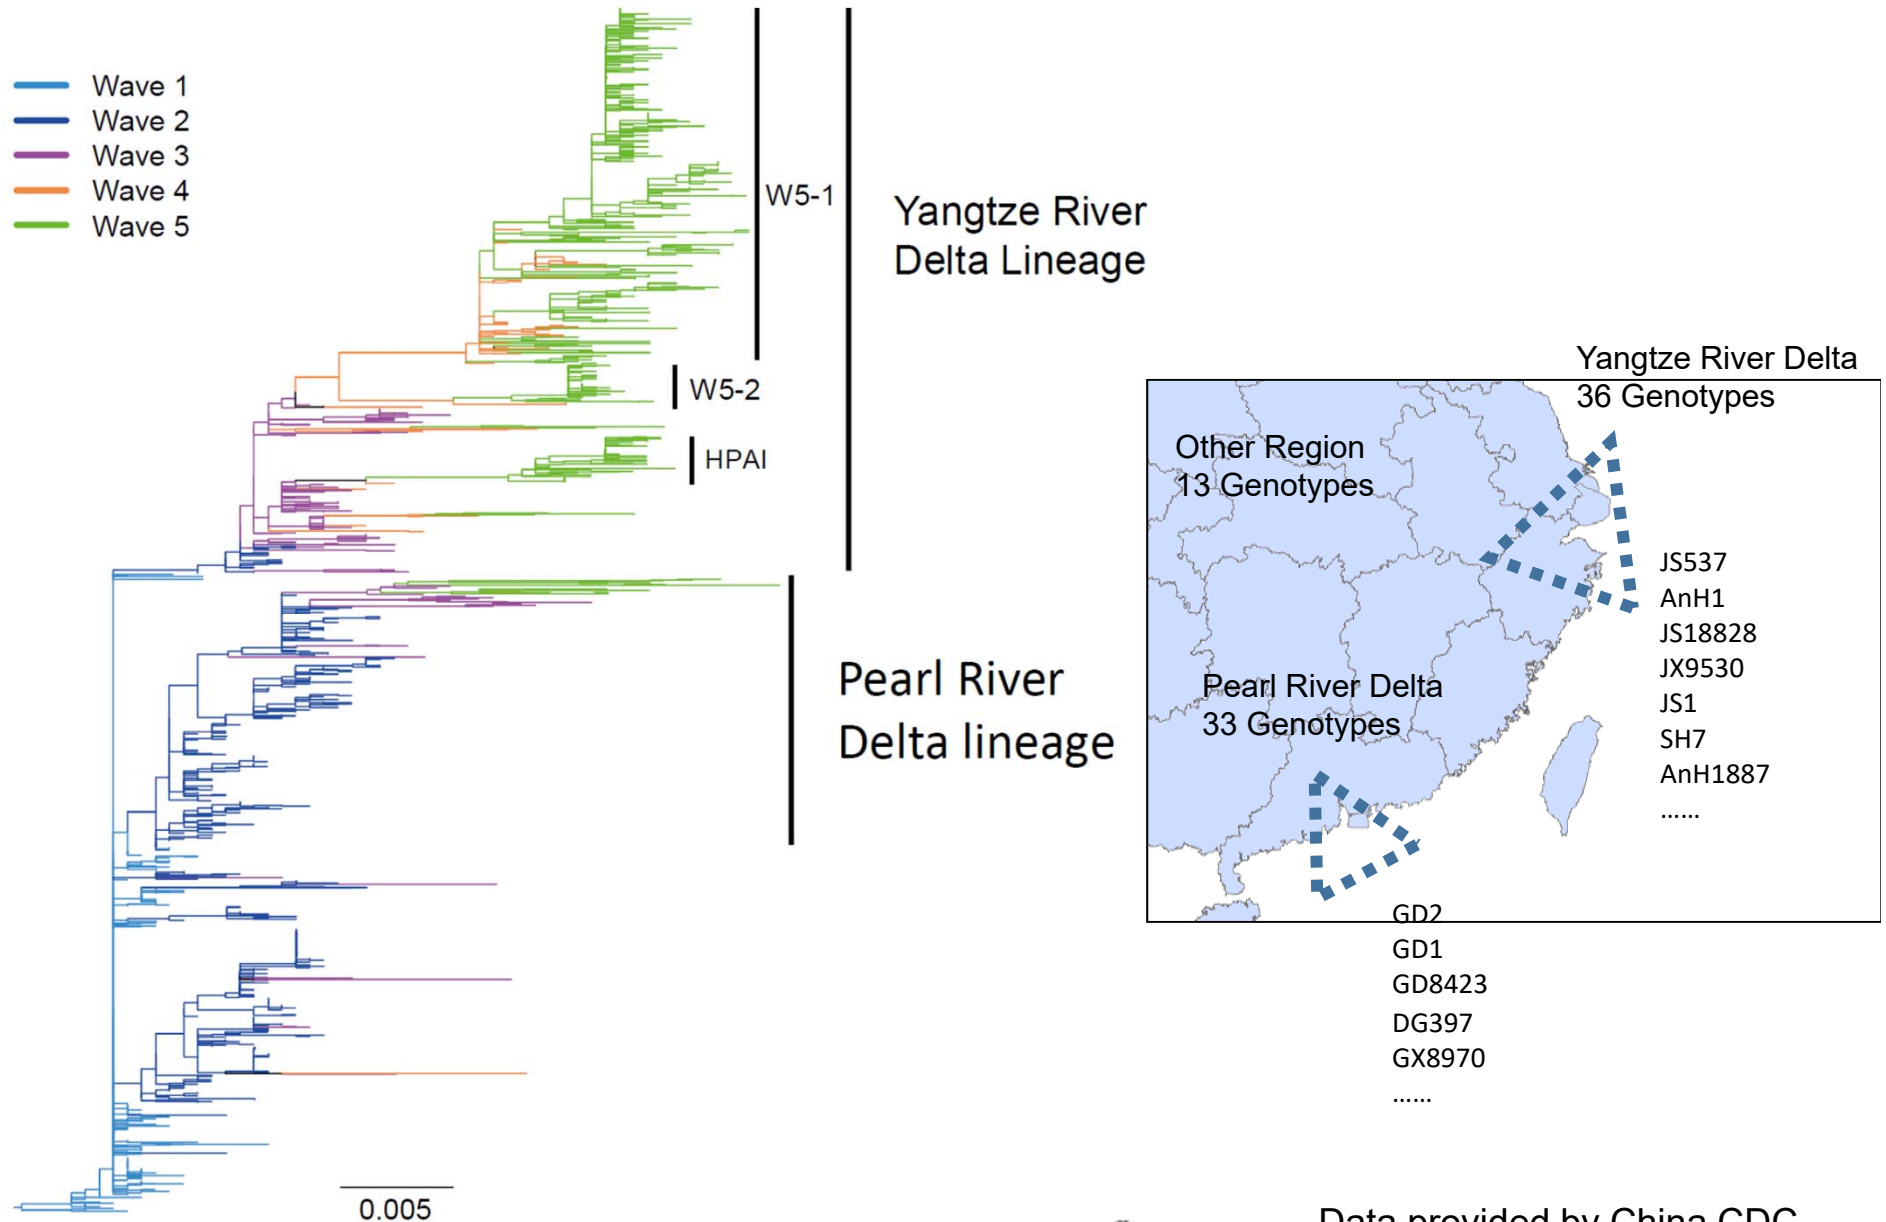 Wave 1
Wave 2
Wave 3
Wave 4
Wave 5
W5-1
Yangtze River
Delta Lineage
W5-2
HPAI
Pearl River
Delta lineage
0.005
Yangtze River Delta
36 Genotypes
Other Region
13 Genotypes
Pearl River Delta
33 Genotypes
JS537
AnH1
JS18828
JX9530
JS1
SH7
AnH1887
......
GD2
GD1
GD8423
DG397
GX8970
......
Data provided by China CDC